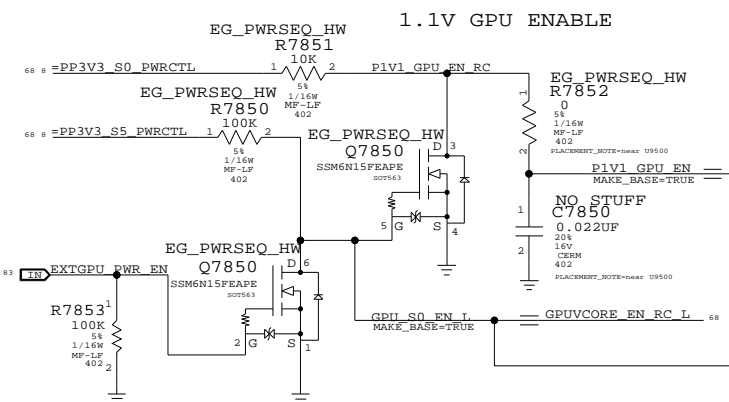 1.1V GPU ENABLE
EG_PWRSEQ_HW
R7851
10K
68 8 =PP3V3_S0_PWRCTL 1 2 P1V1_GPU_EN_RC
5%
1/16W
MF-LF
402
EG_PWRSEQ_HW
R7852
1
0
5%
1/16W
MF-LF
402
2
PLACEMENT_NOTE=near U9500
EG_PWRSEQ_HW
R7850
100K
68 8 =PP3V3_S5_PWRCTL 1 2
5%
1/16W
MF-LF
402
EG_PWRSEQ_HW
Q7850
SSM6N15FEAPE
SOT563
D 3
5 G S 4
P1V1_GPU_EN
MAKE_BASE=TRUE
NO STUFF
C7850
1
0.022UF
20%
16V
2
CERM
402
PLACEMENT_NOTE=near U9500
EG_PWRSEQ_HW
Q7850
SSM6N15FEAPE
SOT563
D 6
2 G S 1
83 IN EXTGPU_PWR_EN
R7853
1
100K
5%
1/16W
MF-LF
402
2
GPU_S0_EN_L
MAKE_BASE=TRUE
GPUVCORE_EN_RC_L 68